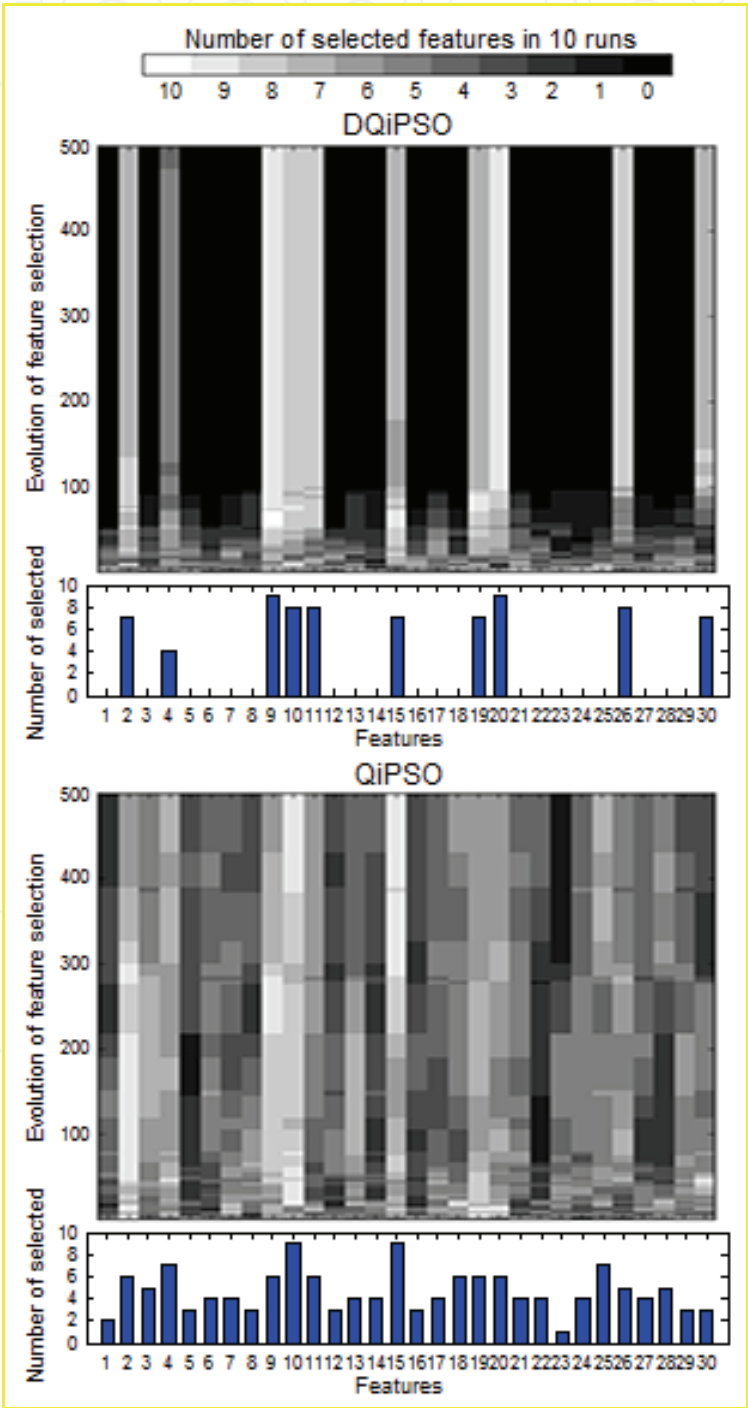 Number of selected features in 10 runs
10 9 8 7 6 5 4 3 2 1 0
DQiPSO
Evolution of feature selection
500
400
300
200
100
Number of selected
10
8
6
4
2
0
1 2 3 4 5 6 7 8 9 10 11 12 13 14 15 16 17 18 19 20 21 22 23 24 25 26 27 28 29 30
Features
QiPSO
Evolution of feature selection
500
400
300
200
100
Number of selected
10
8
6
4
2
0
1 2 3 4 5 6 7 8 9 10 11 12 13 14 15 16 17 18 19 20 21 22 23 24 25 26 27 28 29 30
Features